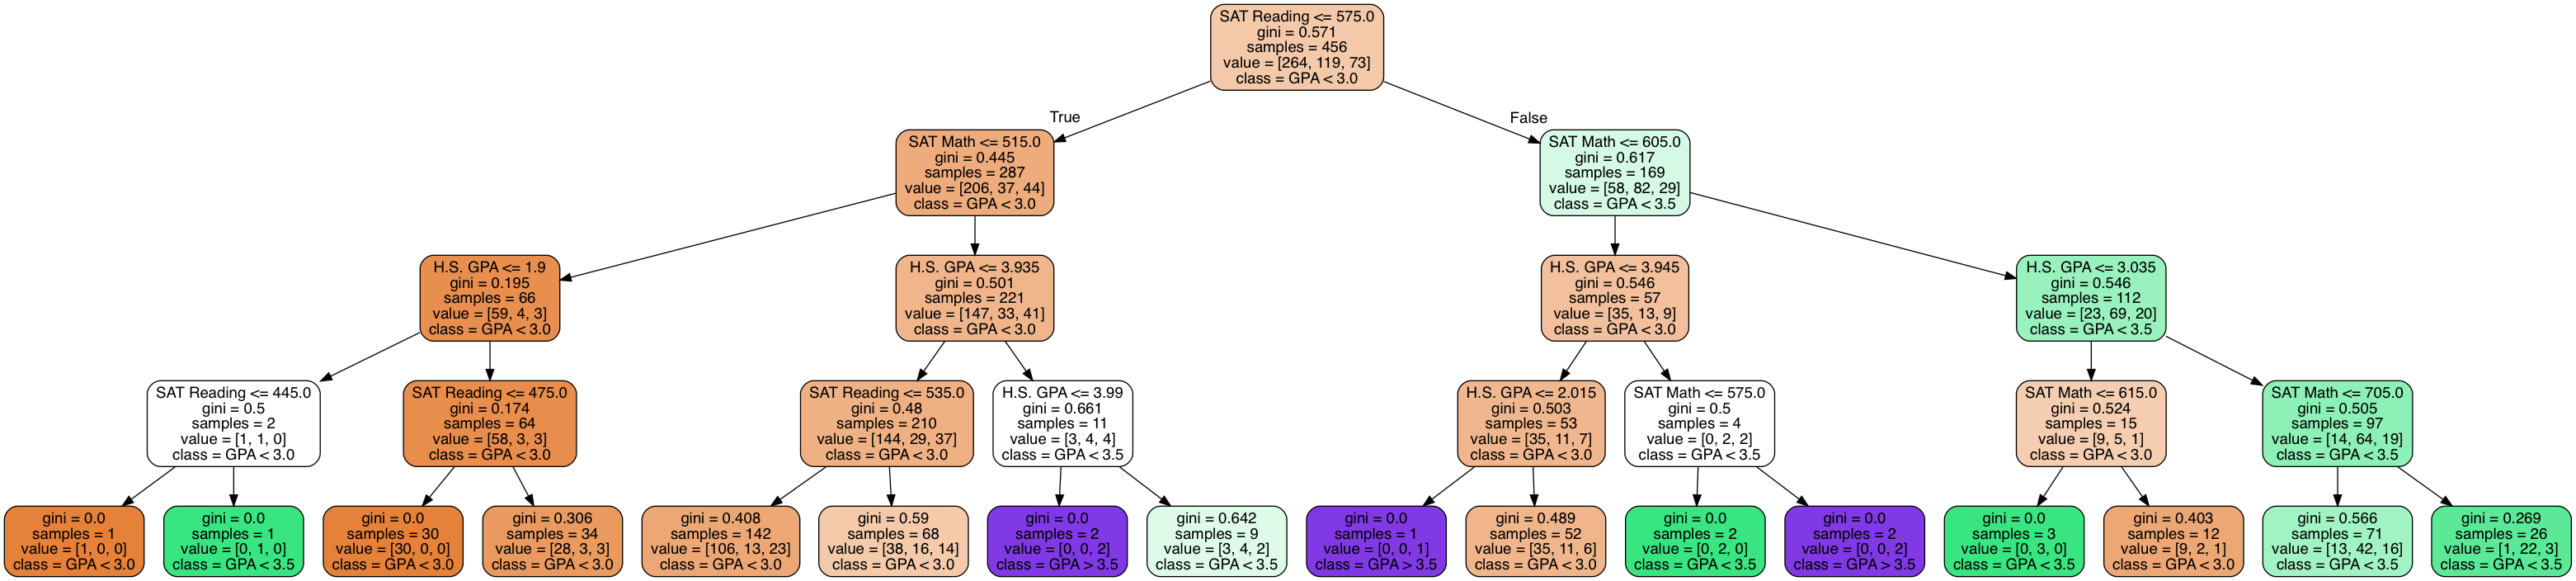 SAT Reading <= 575.0
gini = 0.571
samples = 456
value = [264, 119, 73]
class = GPA < 3.0
True
False
SAT Math <= 515.0
gini = 0.445
samples = 287
value = [206, 37, 44]
class = GPA < 3.0
SAT Math <= 605.0
gini = 0.617
samples = 169
value = [58, 82, 29]
class = GPA < 3.5
H.S. GPA <= 1.9
gini = 0.195
samples = 66
value = [59, 4, 3]
class = GPA < 3.0
H.S. GPA <= 3.935
gini = 0.501
samples = 221
value = [147, 33, 41]
class = GPA < 3.0
H.S. GPA <= 3.945
gini = 0.546
samples = 57
value = [35, 13, 9]
class = GPA < 3.0
H.S. GPA <= 3.035
gini = 0.546
samples = 112
value = [23, 69, 20]
class = GPA < 3.5
SAT Reading <= 445.0
gini = 0.5
samples = 2
value = [1, 1, 0]
class = GPA < 3.0
SAT Reading <= 475.0
gini = 0.174
samples = 64
value = [58, 3, 3]
class = GPA < 3.0
SAT Reading <= 535.0
gini = 0.48
samples = 210
value = [144, 29, 37]
class = GPA < 3.0
H.S. GPA <= 3.99
gini = 0.661
samples = 11
value = [3, 4, 4]
class = GPA < 3.5
H.S. GPA <= 2.015
gini = 0.503
samples = 53
value = [35, 11, 7]
class = GPA < 3.0
SAT Math <= 575.0
gini = 0.5
samples = 4
value = [0, 2, 2]
class = GPA < 3.5
SAT Math <= 615.0
gini = 0.524
samples = 15
value = [9, 5, 1]
class = GPA < 3.0
SAT Math <= 705.0
gini = 0.505
samples = 97
value = [14, 64, 19]
class = GPA < 3.5
gini = 0.0
samples = 1
value = [1, 0, 0]
class = GPA < 3.0
gini = 0.0
samples = 1
value = [0, 1, 0]
class = GPA < 3.5
gini = 0.0
samples = 30
value = [30, 0, 0]
class = GPA < 3.0
gini = 0.306
samples = 34
value = [28, 3, 3]
class = GPA < 3.0
gini = 0.408
samples = 142
value = [106, 13, 23]
class = GPA < 3.0
gini = 0.59
samples = 68
value = [38, 16, 14]
class = GPA < 3.0
gini = 0.0
samples = 2
value = [0, 0, 2]
class = GPA > 3.5
gini = 0.642
samples = 9
value = [3, 4, 2]
class = GPA < 3.5
gini = 0.0
samples = 1
value = [0, 0, 1]
class = GPA > 3.5
gini = 0.489
samples = 52
value = [35, 11, 6]
class = GPA < 3.0
gini = 0.0
samples = 2
value = [0, 2, 0]
class = GPA < 3.5
gini = 0.0
samples = 2
value = [0, 0, 2]
class = GPA > 3.5
gini = 0.0
samples = 3
value = [0, 3, 0]
class = GPA < 3.5
gini = 0.403
samples = 12
value = [9, 2, 1]
class = GPA < 3.0
gini = 0.566
samples = 71
value = [13, 42, 16]
class = GPA < 3.5
gini = 0.269
samples = 26
value = [1, 22, 3]
class = GPA < 3.5